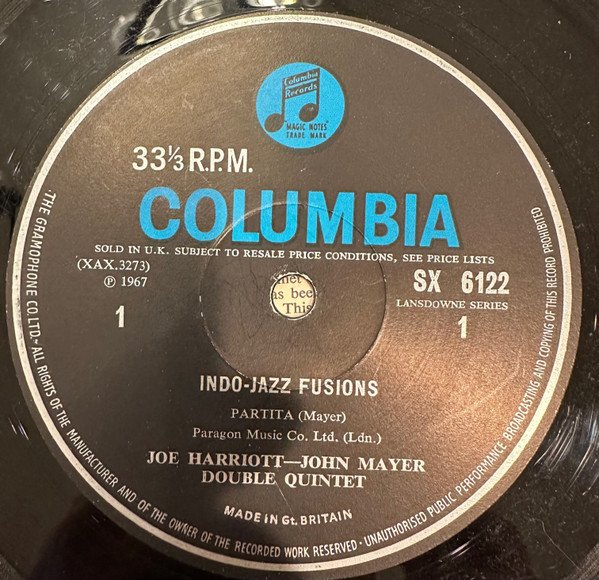 Columbia
Records
MAGIC NOTES
TRADE MARK
33⅓ R.P.M.
COLUMBIA
SOLD IN U.K. SUBJECT TO RESALE PRICE CONDITIONS, SEE PRICE LISTS
(XAX.3273)
℗ 1967
SX 6122
LANSDOWNE SERIES
1
1
as bee
This
INDO-JAZZ FUSIONS
PARTITA (Mayer)
Paragon Music Co. Ltd. (Ldn.)
JOE HARRIOTT—JOHN MAYER
DOUBLE QUINTET
MADE IN Gt. BRITAIN
THE GRAMOPHONE CO. LTD.-ALL RIGHTS OF THE MANUFACTURER AND OF THE OWNER OF THE RECORDED WORK RESERVED·UNAUTHORISED PUBLIC PERFORMANCE BROADCASTING AND COPYING OF THIS RECORD PROHIBITED